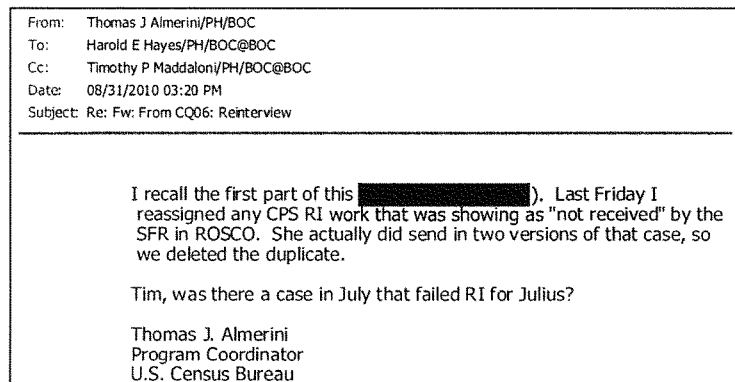 From: Thomas J Almerini/PH/BOC
To: Harold E Hayes/PH/BOC@BOC
Cc: Timothy P Maddaloni/PH/BOC@BOC
Date: 08/31/2010 03:20 PM
Subject: Re: Fw: From CQ06: Reinterview
I recall the first part of this ). Last Friday I
reassigned any CPS RI work that was showing as "not received" by the
SFR in ROSCO. She actually did send in two versions of that case, so
we deleted the duplicate.
Tim, was there a case in July that failed RI for Julius?
Thomas J. Almerini
Program Coordinator
U.S. Census Bureau